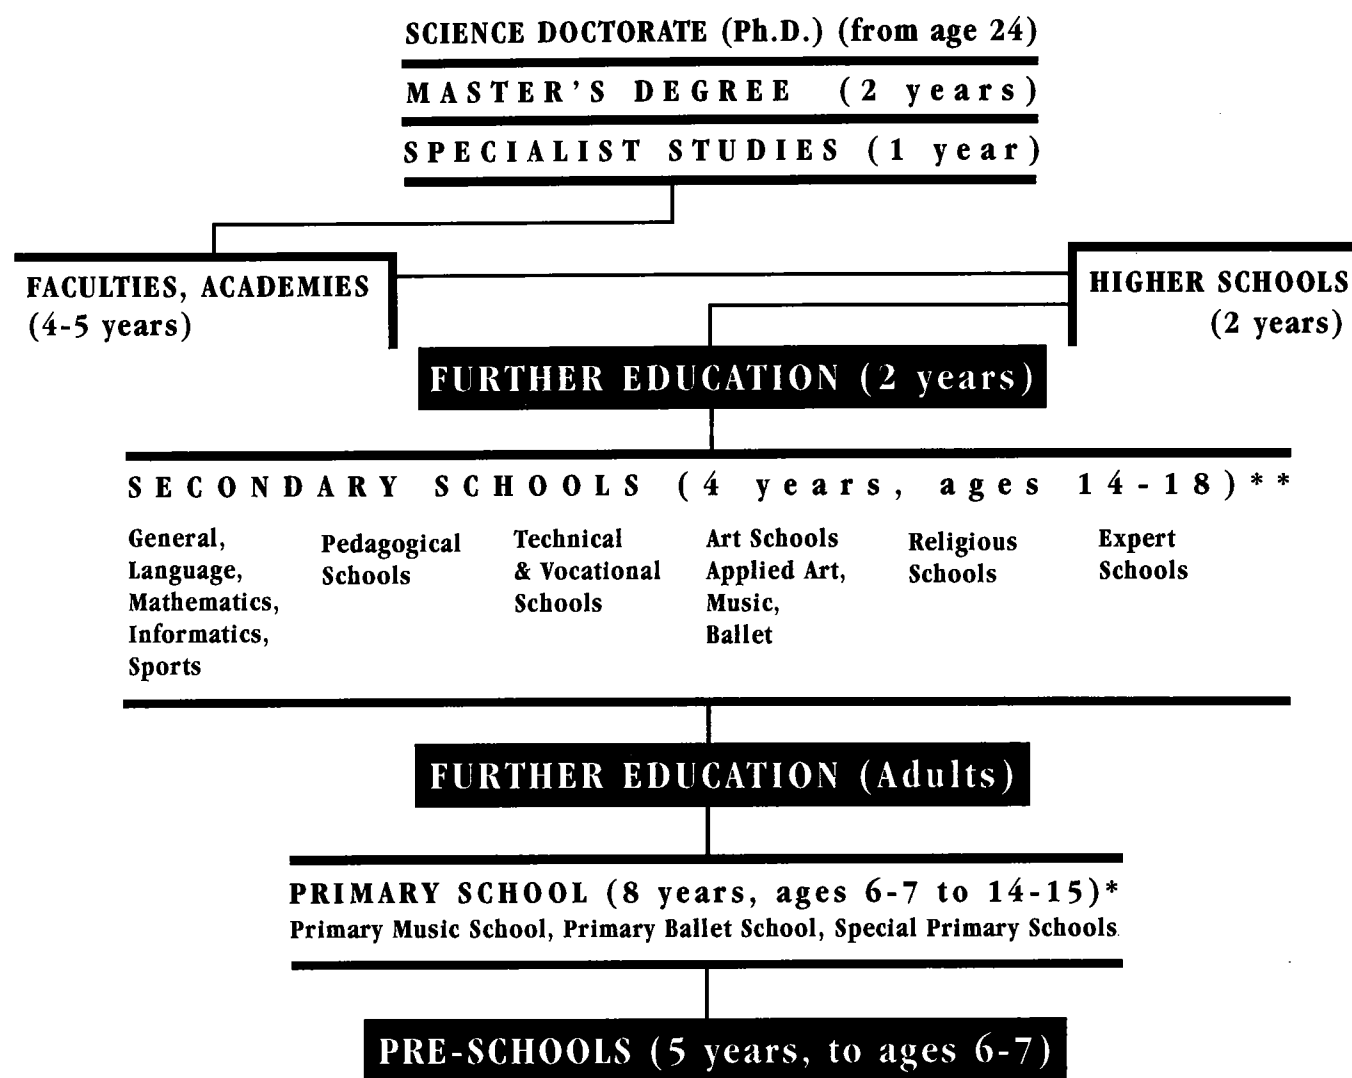 SCIENCE DOCTORATE (Ph.D.) (from age 24)
MASTER'S DEGREE (2 years)
SPECIALIST STUDIES (1 year)
FACULTIES, ACADEMIES
(4-5 years)
HIGHER SCHOOLS
(2 years)
FURTHER EDUCATION (2 years)
SECONDARY SCHOOLS (4 years, ages 14-18)**
General,
Language,
Mathematics,
Informatics,
Sports
Pedagogical
Schools
Technical
& Vocational
Schools
Art Schools
Applied Art,
Music,
Ballet
Religious
Schools
Expert
Schools
FURTHER EDUCATION (Adults)
PRIMARY SCHOOL (8 years, ages 6-7 to 14-15)*
Primary Music School, Primary Ballet School, Special Primary Schools
PRE-SCHOOLS (5 years, to ages 6-7)